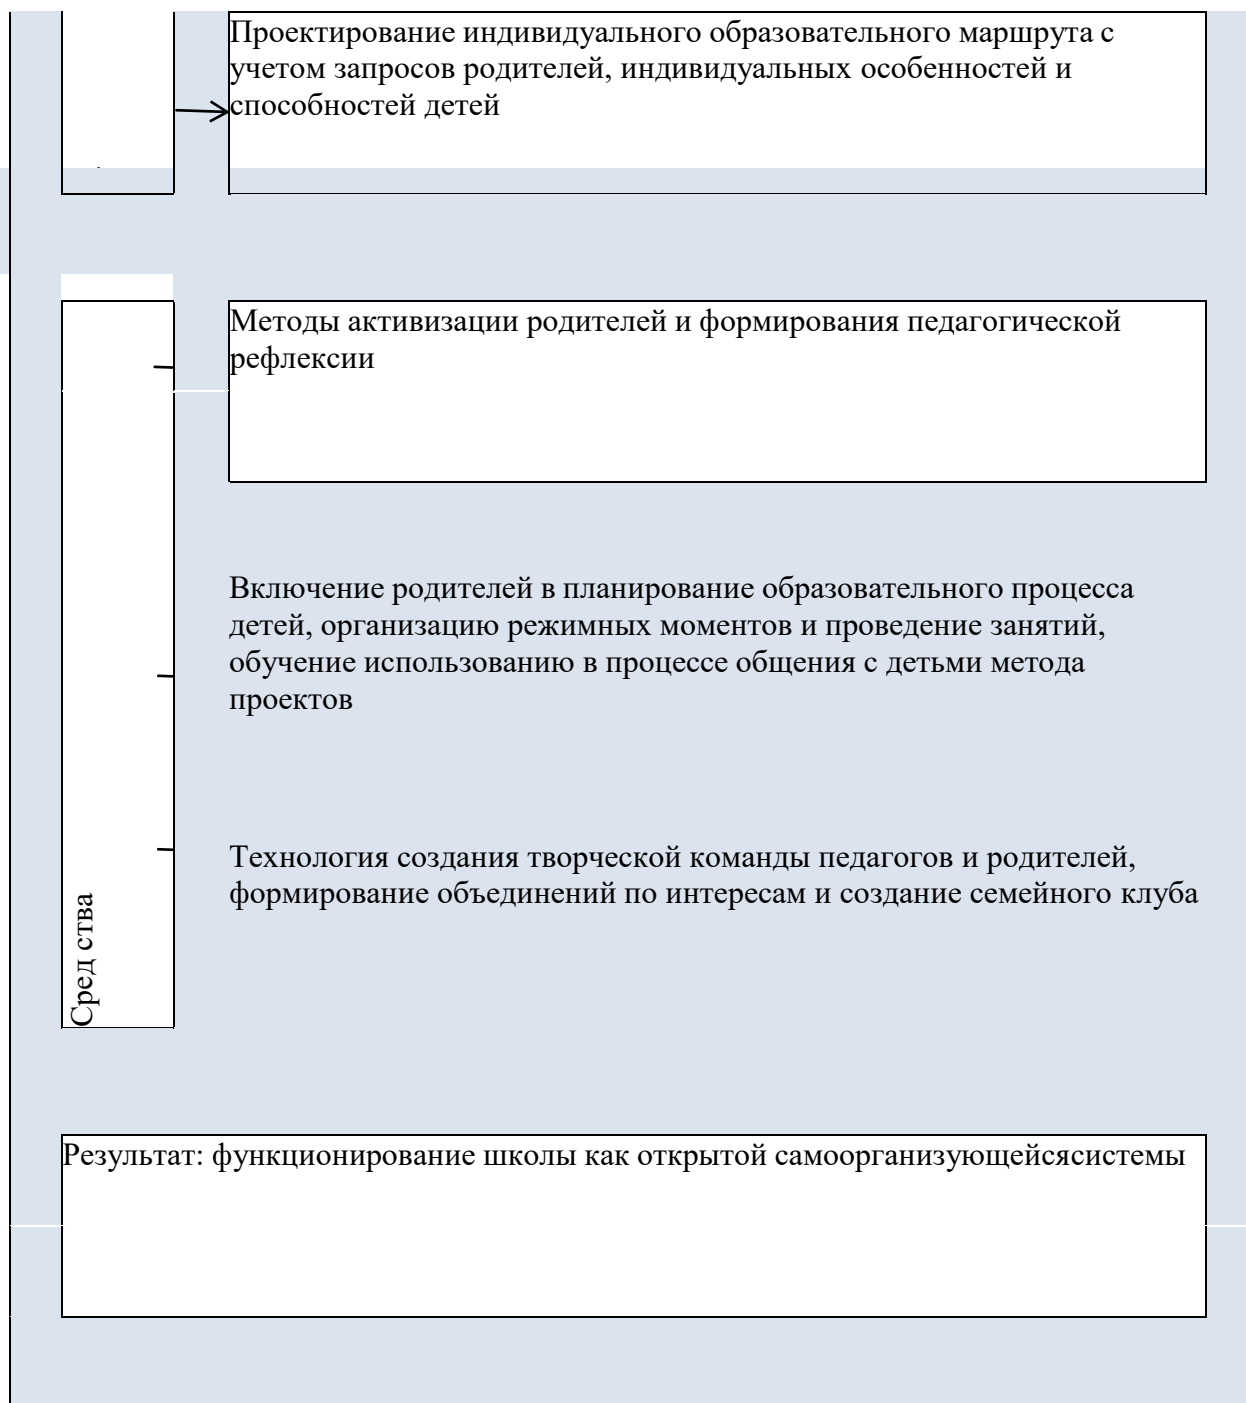 Проектирование индивидуального образовательного маршрута с
учетом запросов родителей, индивидуальных особенностей и
способностей детей
Методы активизации родителей и формирования педагогической
рефлексии
Включение родителей в планирование образовательного процесса
детей, организацию режимных моментов и проведение занятий,
обучение использованию в процессе общения с детьми метода
проектов
Технология создания творческой команды педагогов и родителей,
формирование объединений по интересам и создание семейного клуба
Сред ства
Результат: функционирование школы как открытой самоорганизующейсясистемы